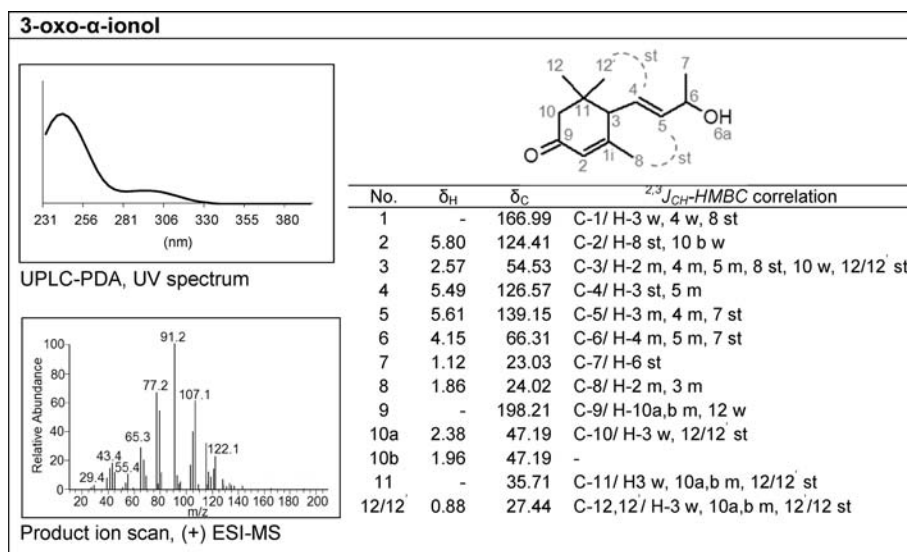 3-oxo-α-ionol
231 256 281 306 330 355 380
(nm)
UPLC-PDA, UV spectrum
12 12' st 7
4 6
10 11 3 5 OH
9 6a
O 2 1i 8 st
No. δH δC 2,3JCH-HMBC correlation
1 - 166.99 C-1/ H-3 w, 4 w, 8 st
2 5.80 124.41 C-2/ H-8 st, 10 b w
3 2.57 54.53 C-3/ H-2 m, 4 m, 5 m, 8 st, 10 w, 12/12' st
4 5.49 126.57 C-4/ H-3 st, 5 m
5 5.61 139.15 C-5/ H-3 m, 4 m, 7 st
6 4.15 66.31 C-6/ H-4 m, 5 m, 7 st
7 1.12 23.03 C-7/ H-6 st
8 1.86 24.02 C-8/ H-2 m, 3 m
9 - 198.21 C-9/ H-10a,b m, 12 w
10a 2.38 47.19 C-10/ H-3 w, 12/12' st
10b 1.96 47.19 -
11 - 35.71 C-11/ H3 w, 10a,b m, 12/12' st
12/12' 0.88 27.44 C-12,12'/ H-3 w, 10a,b m, 12'/12 st
Relative Abundance
100
80
60
40
20
0
91.2
77.2
107.1
65.3
43.4
122.1
55.4
29.4
20 40 60 80 100 120 140 160 180 200
m/z
Product ion scan, (+) ESI-MS